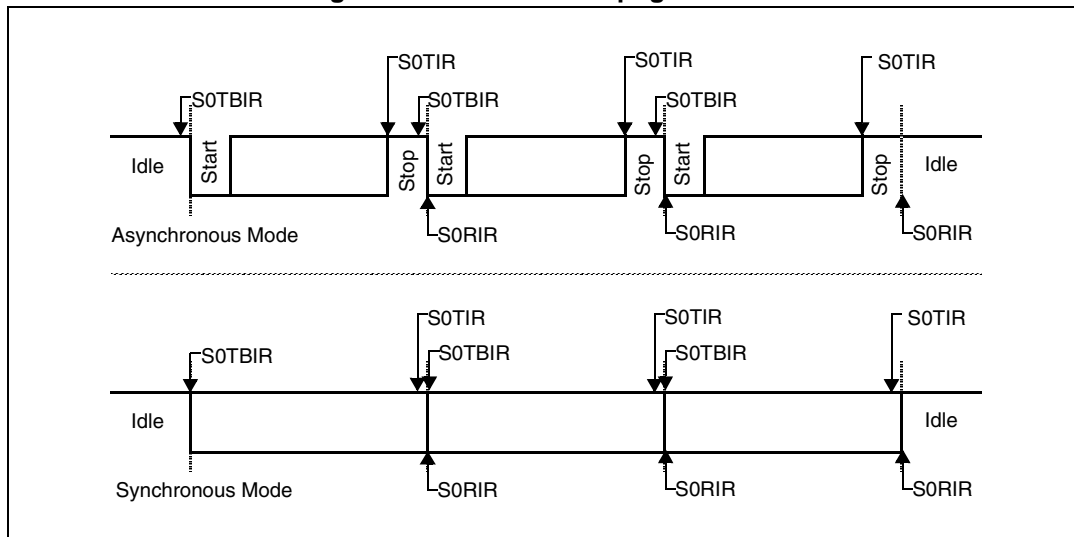 S0TIR S0TIR S0TIR
S0TBIR S0TBIR S0TBIR
Idle Start Stop Start Stop Start Stop Idle
Asynchronous Mode S0RIR S0RIR S0RIR
S0TIR S0TIR S0TIR
S0TBIR S0TBIR S0TBIR
Idle Idle
Synchronous Mode S0RIR S0RIR S0RIR